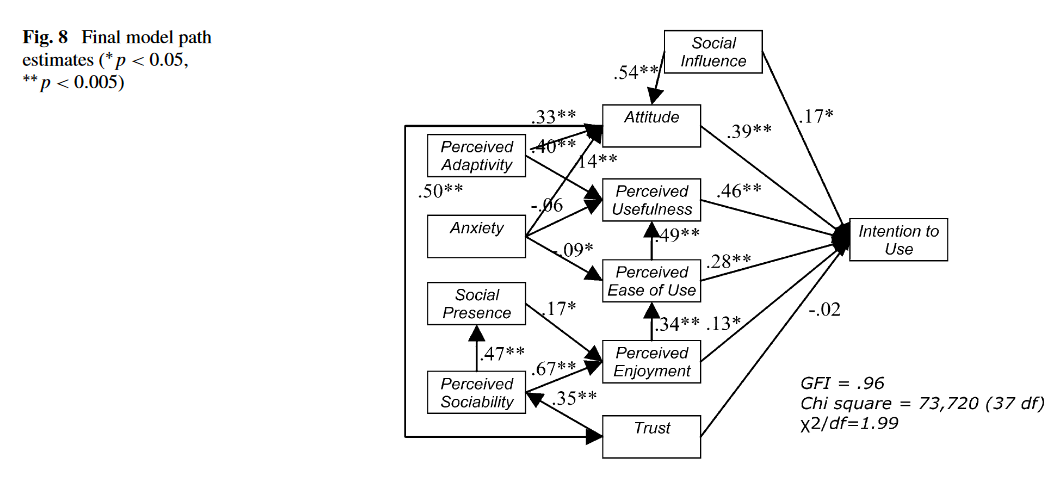 Fig. 8 Final model path
estimates (* p < 0.05,
** p < 0.005)
Social
Influence
.54**
.17*
Attitude
.33**
.39**
Perceived
Adaptivity
.40**
.14**
.50**
Perceived
Usefulness
.46**
-.06
Anxiety
Intention to
Use
.49**
-.09*
.28**
Perceived
Ease of Use
Social
Presence
.17*
.34**
.13*
-.02
.47**
Perceived
Enjoyment
.67**
Perceived
Sociability
.35**
Trust
GFI = .96
Chi square = 73,720 (37 df)
χ2/df=1.99